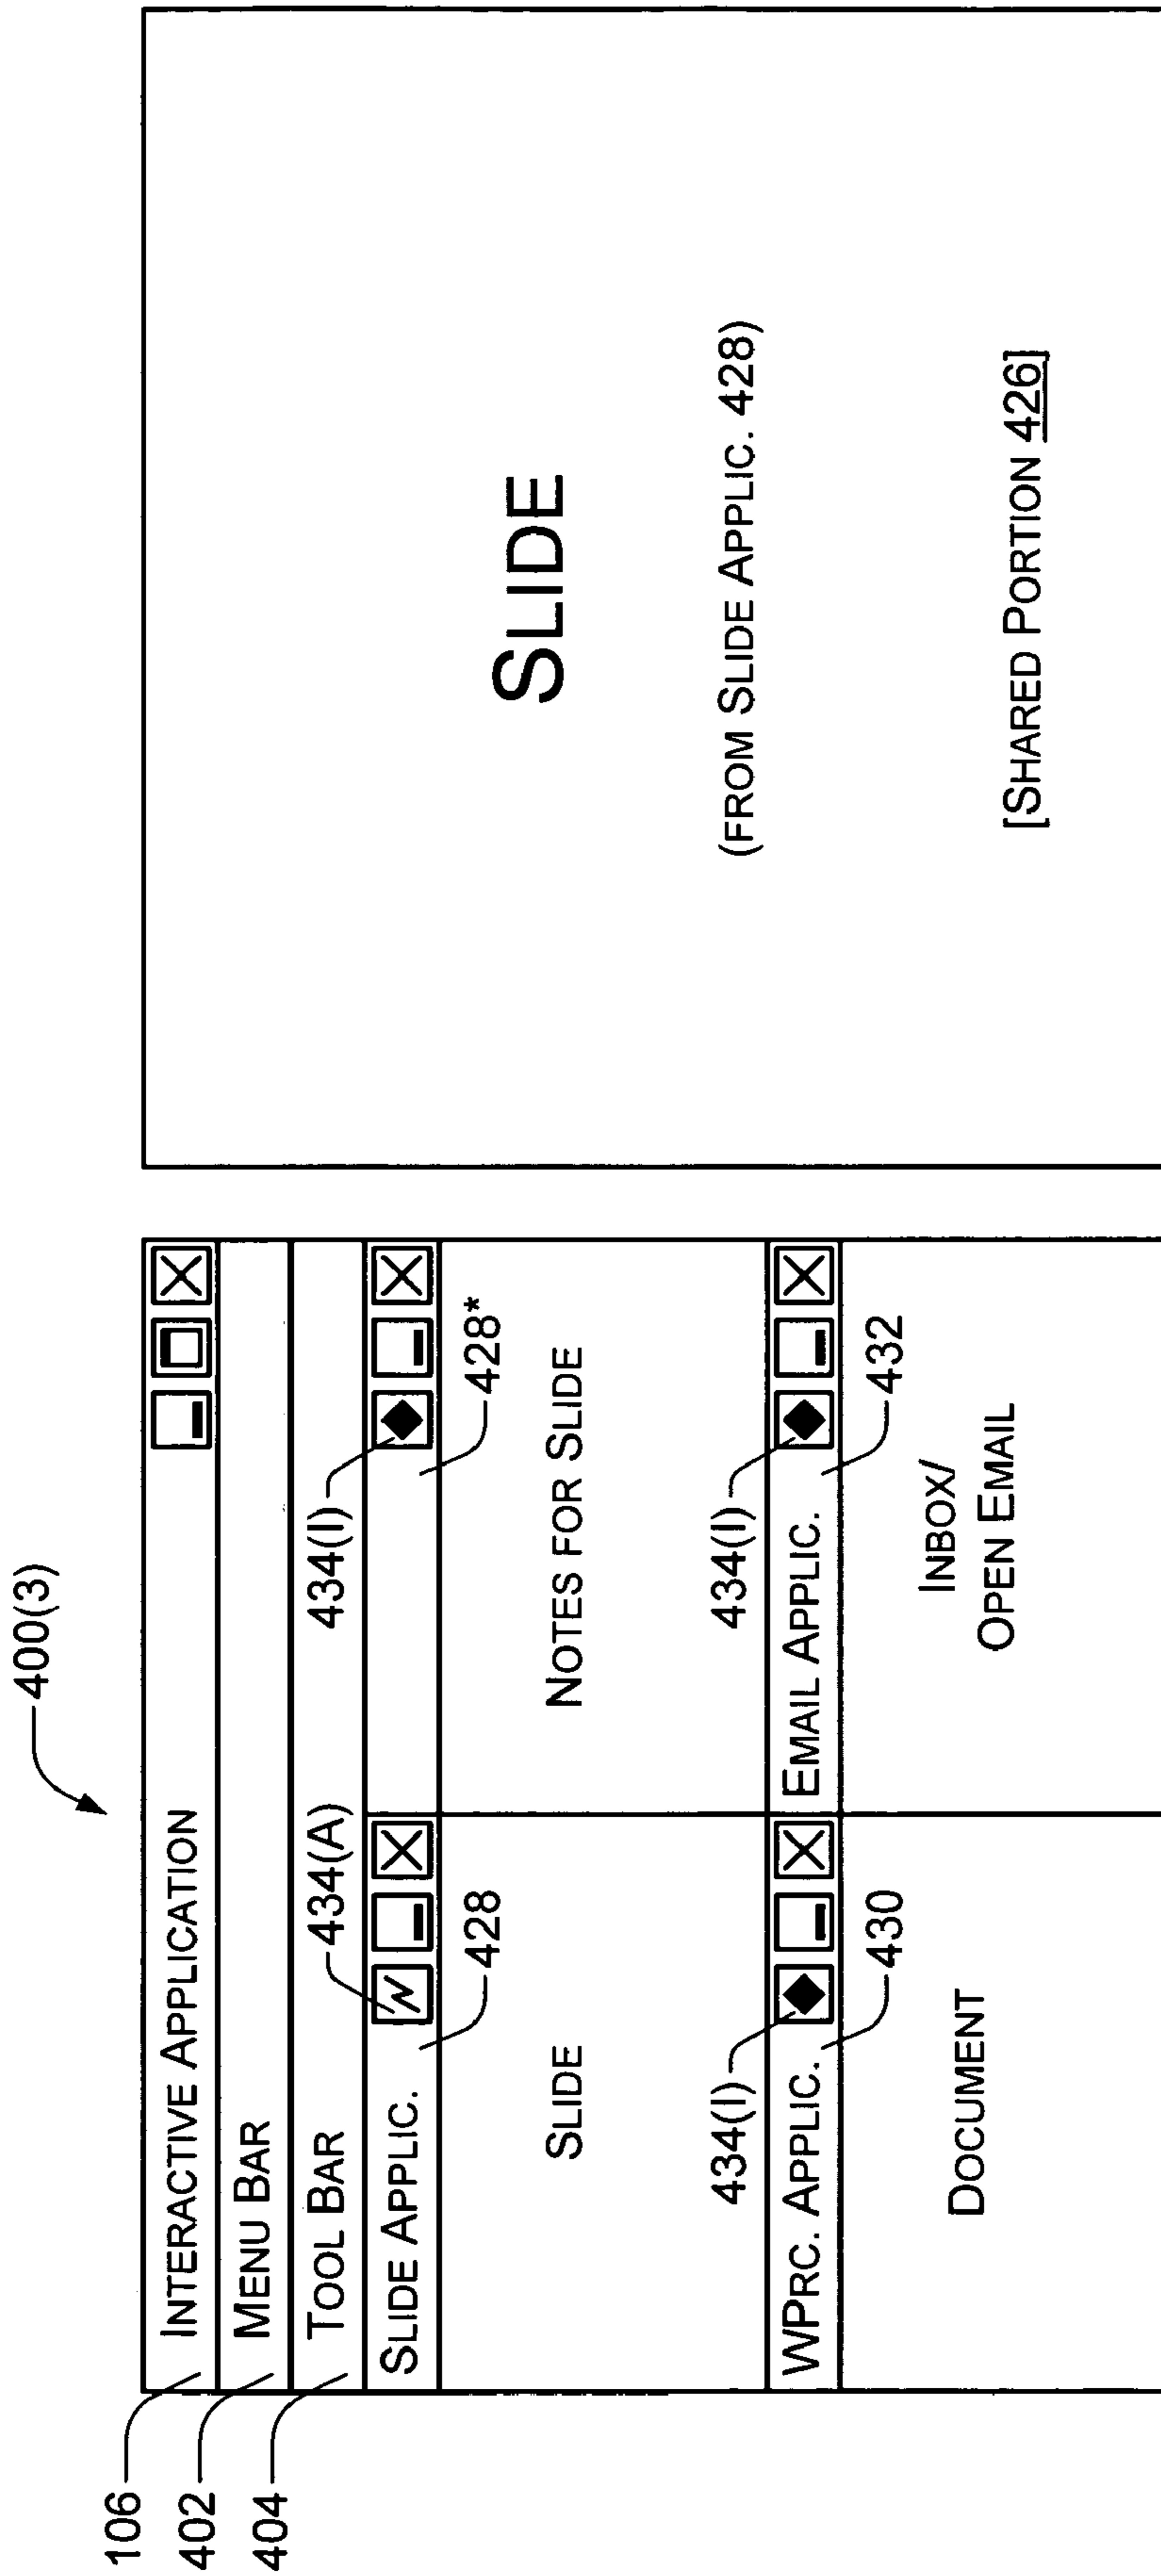 400(3)
106
INTERACTIVE APPLICATION
402
MENU BAR
404
TOOL BAR
434(A)
434(I)
SLIDE APPLIC.
428
428*
SLIDE
NOTES FOR SLIDE
434(I)
434(I)
WPRC. APPLIC.
EMAIL APPLIC.
430
432
DOCUMENT
INBOX/
OPEN EMAIL
SLIDE
(FROM SLIDE APPLIC. 428)
[SHARED PORTION 426]